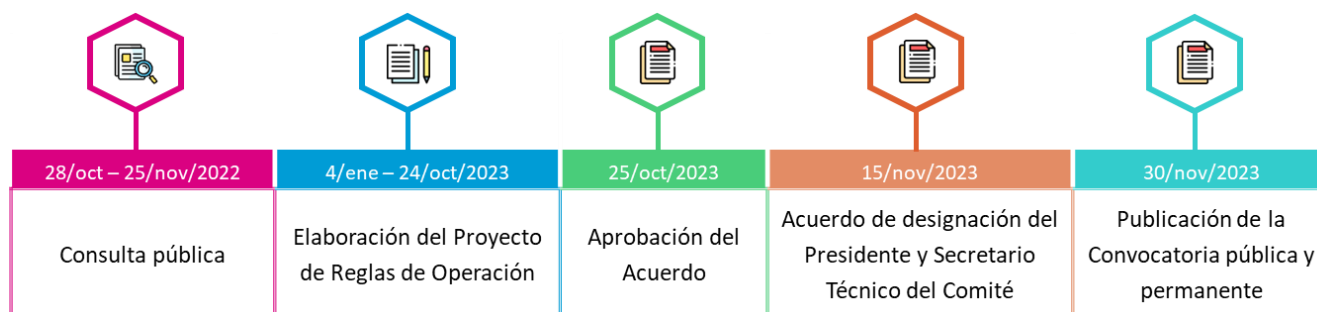 28/oct – 25/nov/2022
Consulta pública
4/ene – 24/oct/2023
Elaboración del Proyecto
de Reglas de Operación
25/oct/2023
Aprobación del
Acuerdo
15/nov/2023
Acuerdo de designación del
Presidente y Secretario
Técnico del Comité
30/nov/2023
Publicación de la
Convocatoria pública y
permanente